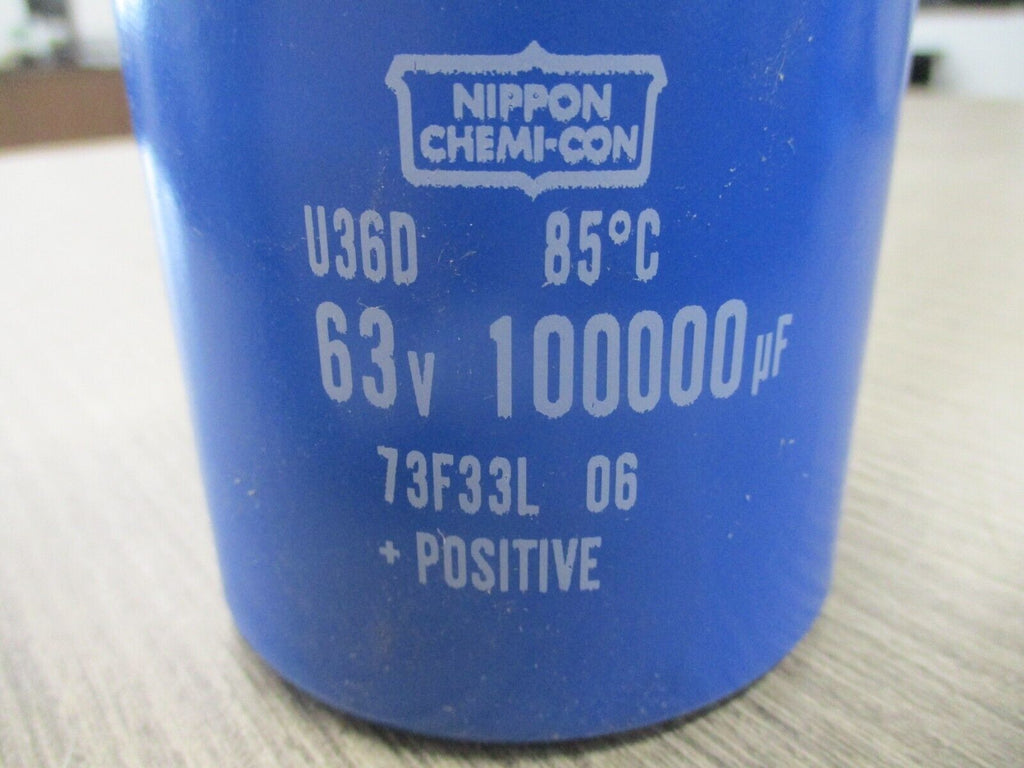 NIPPON
CHEMI-CON
U36D 85°C
63V 100000µF
73F33L 06
+ POSITIVE